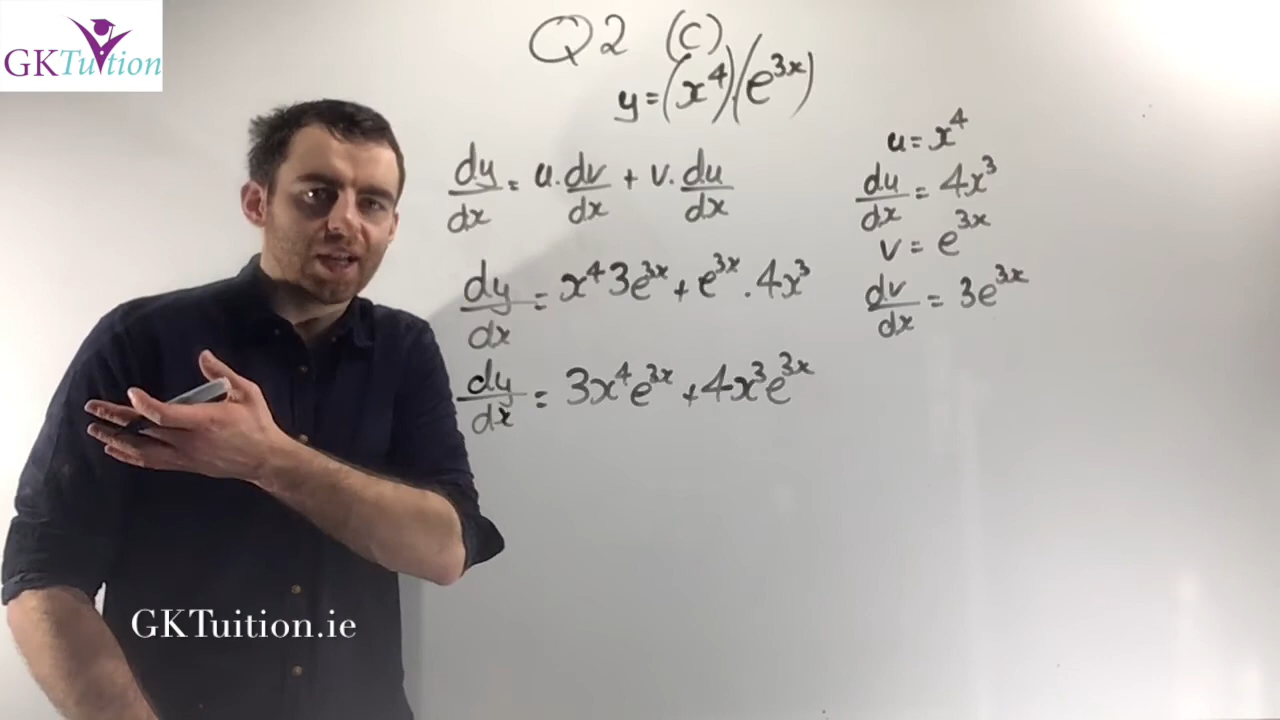 GKTuition
Q2 (c)
y = (x⁴).(e³ˣ)
dy/dx = u.dv/dx + v.du/dx
dy/dx = x⁴3e³ˣ + e³ˣ.4x³
dy/dx = 3x⁴e³ˣ + 4x³e³ˣ
u = x⁴
du/dx = 4x³
v = e³ˣ
dv/dx = 3e³ˣ
GKTuition.ie